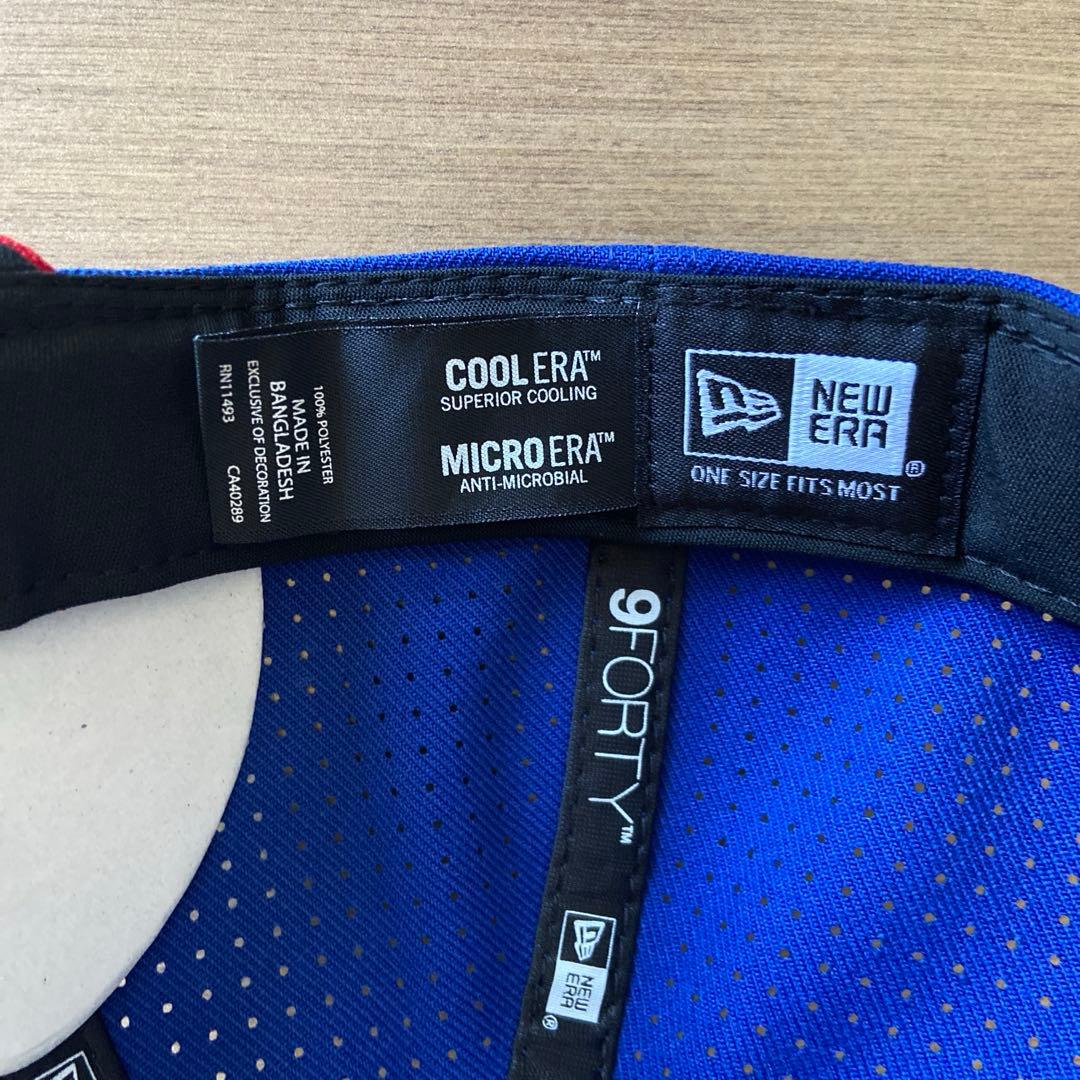 COOL ERA™
SUPERIOR COOLING
MICRO ERA™
ANTI-MICROBIAL
100% POLYESTER
MADE IN
BANGLADESH
EXCLUSIVE OF DECORATION
RN11493 CA40289
NEW
ERA
®
ONE SIZE FITS MOST
9FORTY™
NEW
ERA
®